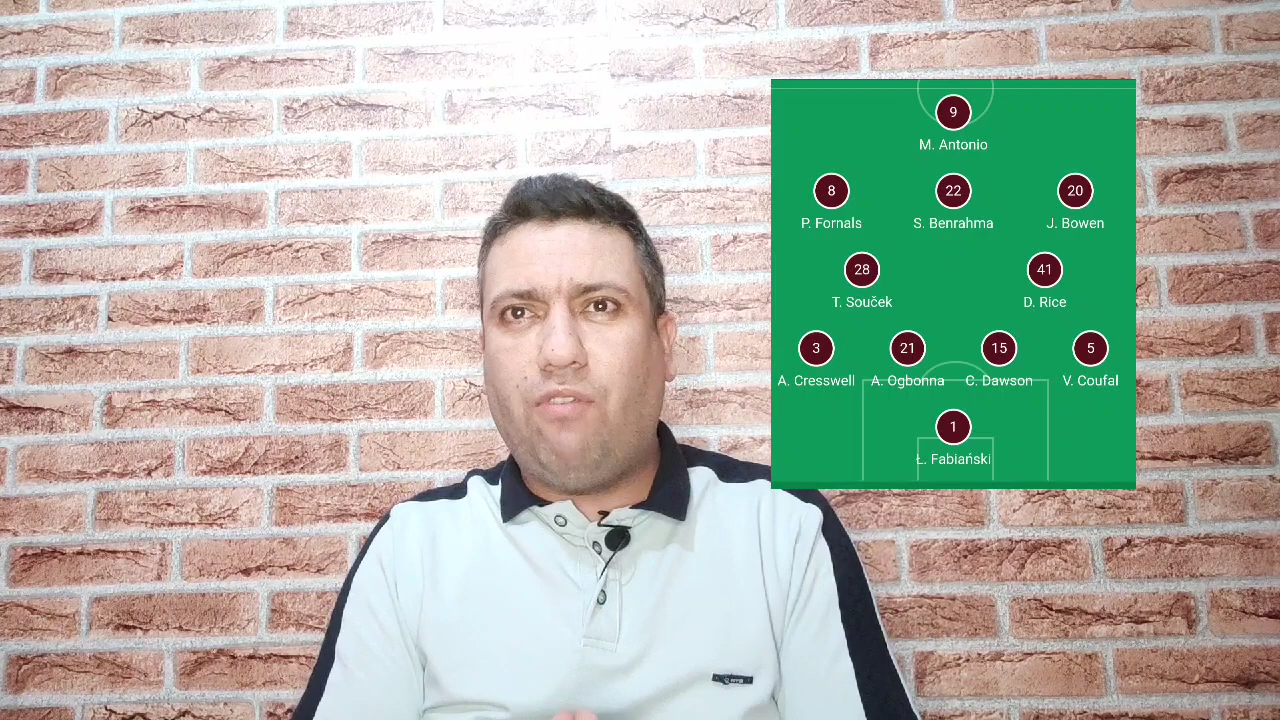 9
M. Antonio
8 22 20
P. Fornals S. Benrahma J. Bowen
28 41
T. Souček D. Rice
3 21 15 5
A. Cresswell A. Ogbonna C. Dawson V. Coufal
1
Ł. Fabiański